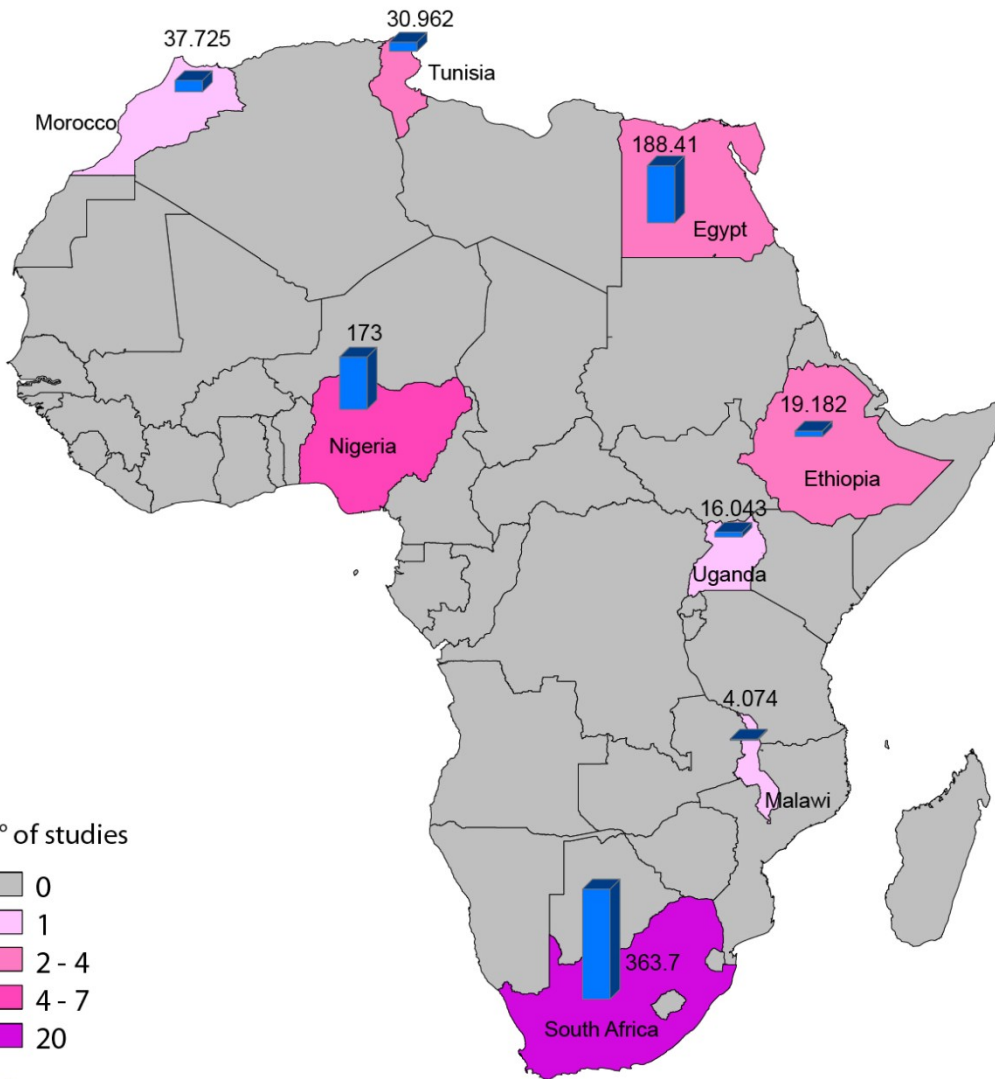 30.962
37.725
Tunisia
Morocco
188.41
Egypt
173
Nigeria
19.182
Ethiopia
16.043
Uganda
4.074
Malawi
° of studies
0
1
2 - 4
4 - 7
20
363.7
South Africa